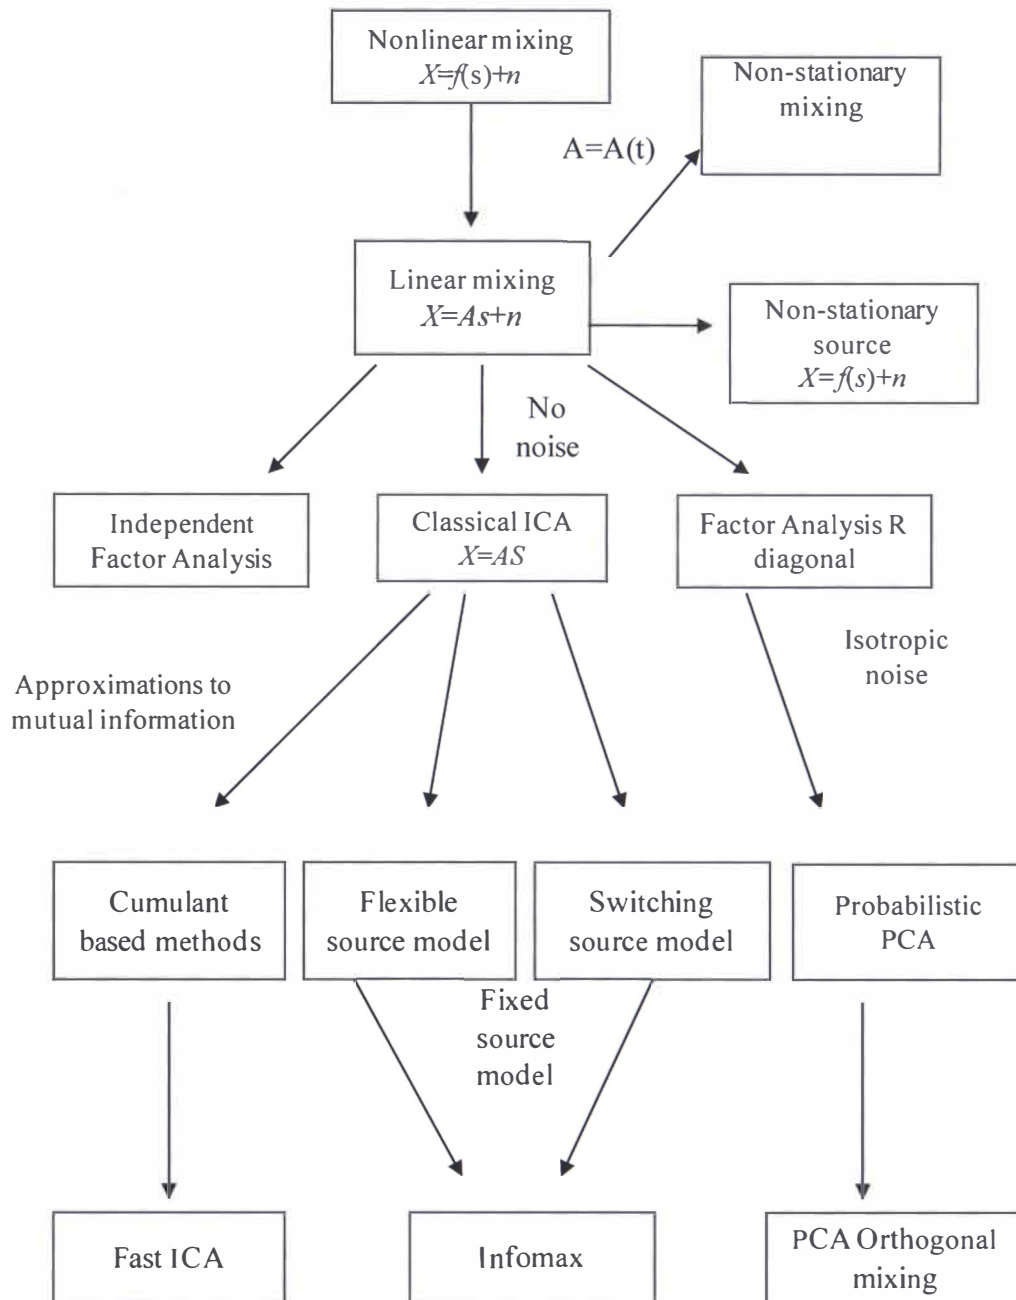 Nonlinear mixing
X=f(s)+n
Non-stationary
mixing
A=A(t)
Linear mixing
X=As+n
Non-stationary
source
X=f(s)+n
No
noise
Independent
Factor Analysis
Classical ICA
X=AS
Factor Analysis R
diagonal
Approximations to
mutual information
Isotropic
noise
Cumulant
based methods
Flexible
source model
Switching
source model
Probabilistic
PCA
Fixed
source
model
Fast ICA
Infomax
PCA Orthogonal
mixing